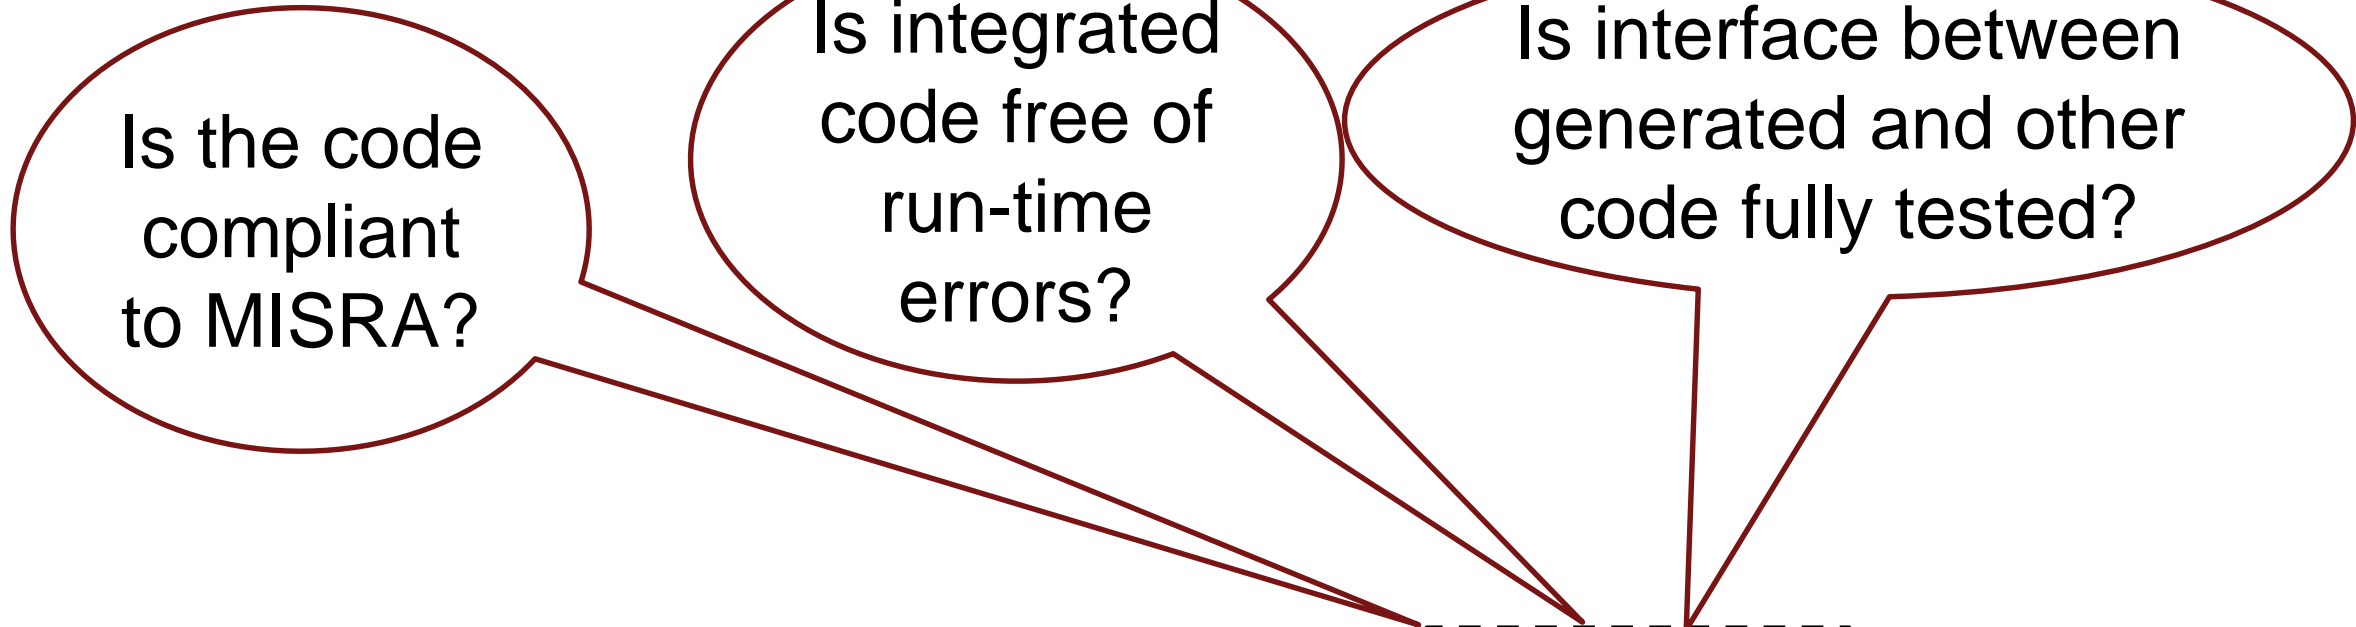 Is the code
compliant
to MISRA?
Is integrated
code free of
run-time
errors?
Is interface between
generated and other
code fully tested?